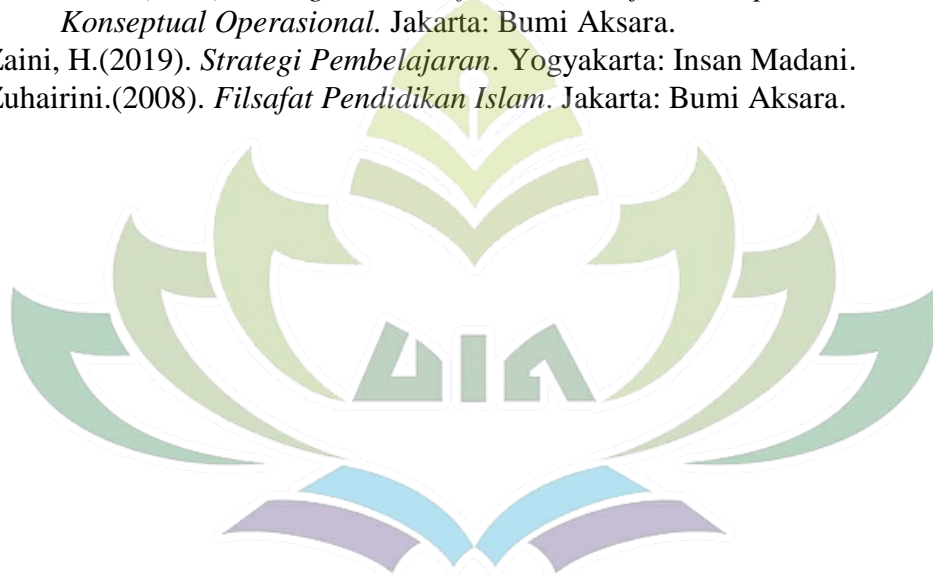 Konseptual Operasional. Jakarta: Bumi Aksara.
Zaini, H.(2019). Strategi Pembelajaran. Yogyakarta: Insan Madani.
Zuhairini.(2008). Filsafat Pendidikan Islam. Jakarta: Bumi Aksara.
UIN